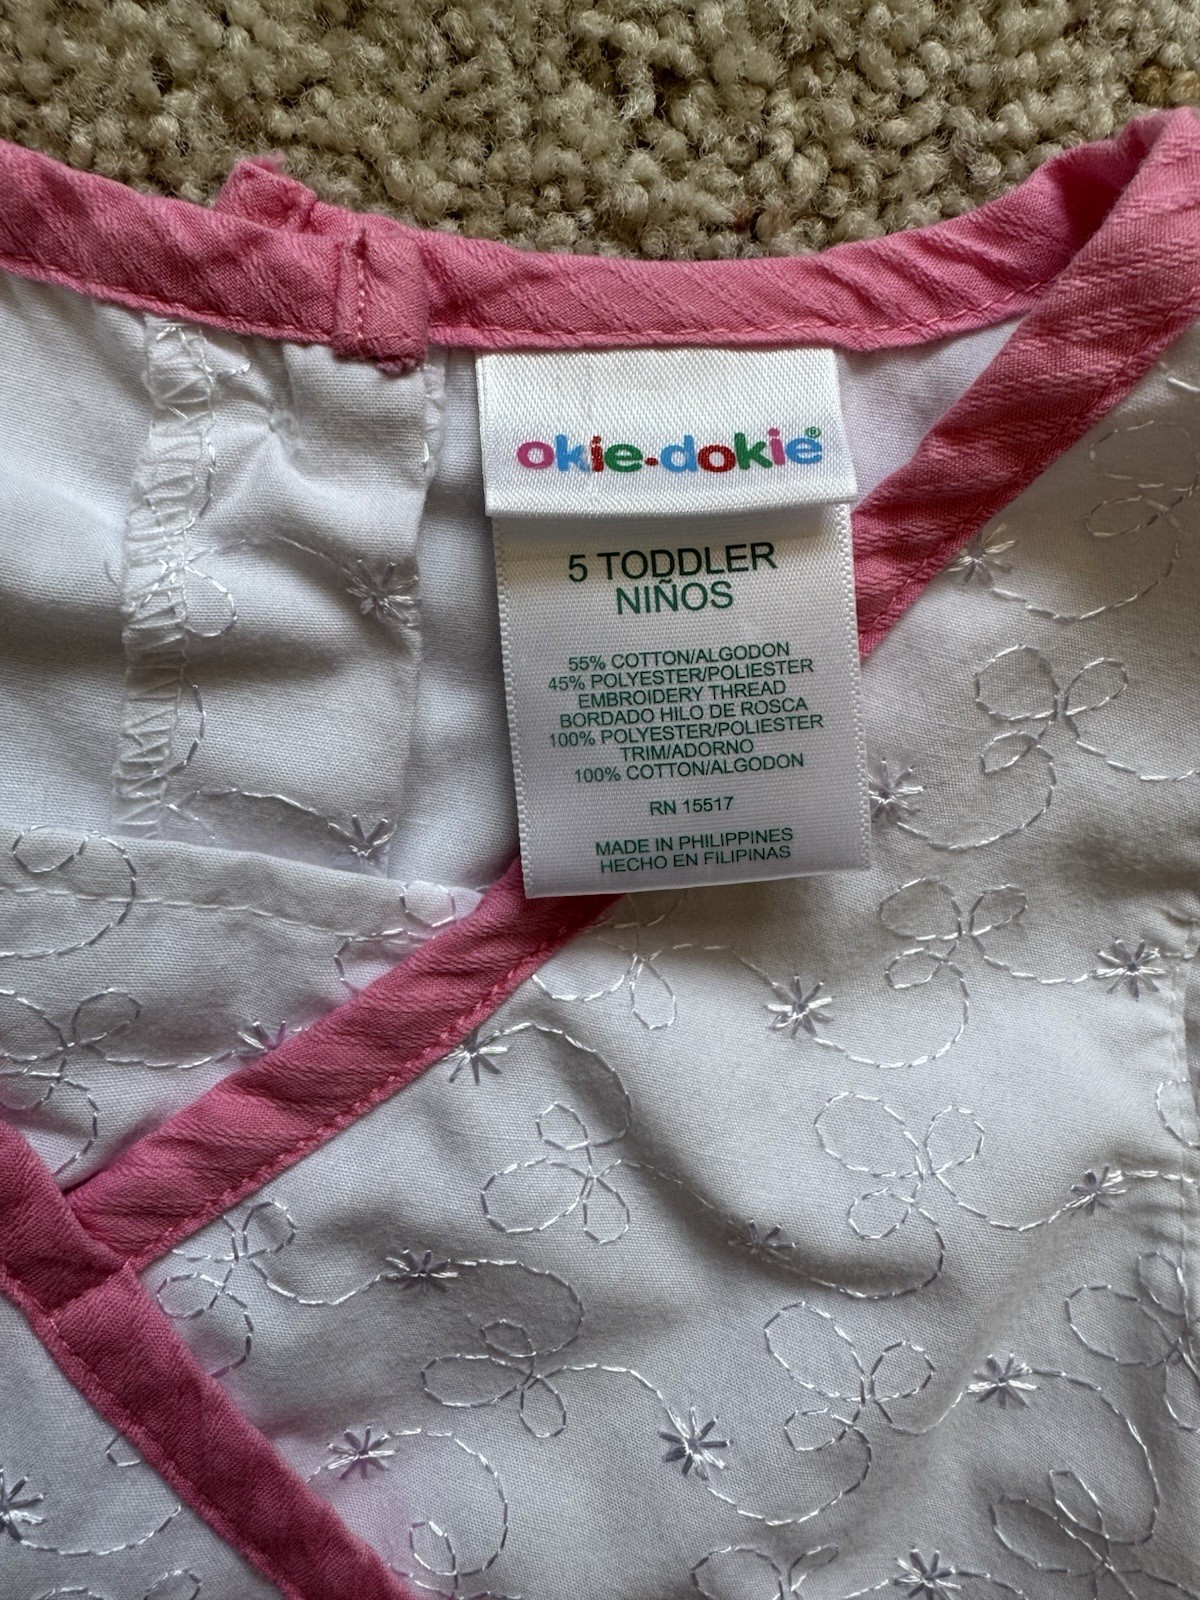 okie-dokie®
5 TODDLER
NIÑOS
55% COTTON/ALGODON
45% POLYESTER/POLIESTER
EMBROIDERY THREAD
BORDADO HILO DE ROSCA
100% POLYESTER/POLIESTER
TRIM/ADORNO
100% COTTON/ALGODON
RN 15517
MADE IN PHILIPPINES
HECHO EN FILIPINAS